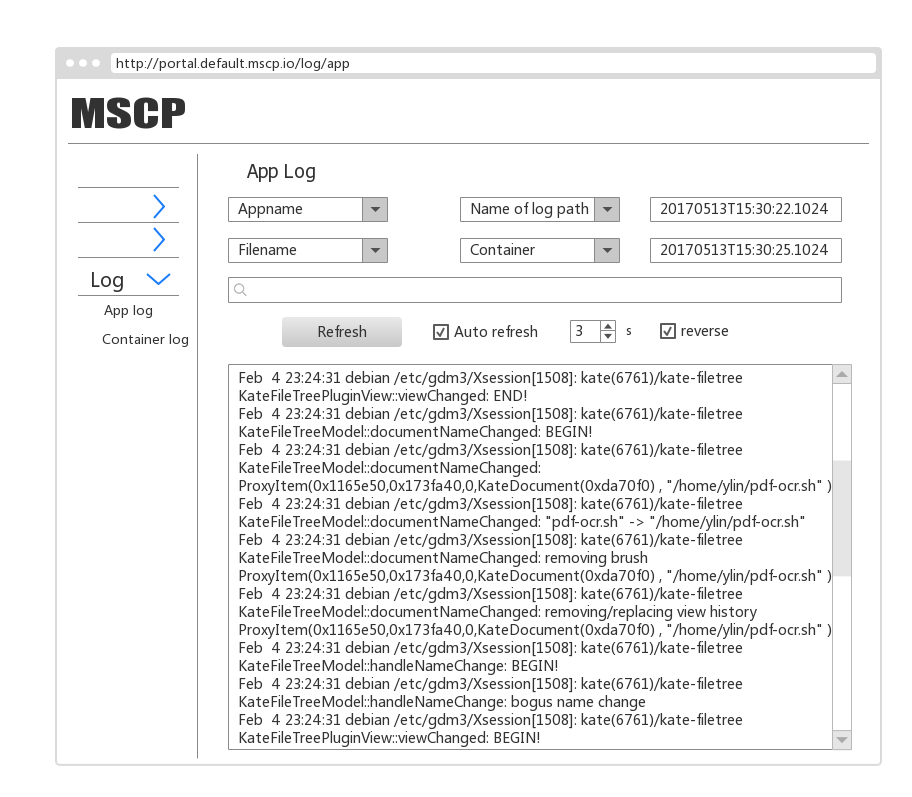 http://portal.default.mscp.io/log/app
MSCP
Log
App log
Container log
App Log
Appname
Name of log path
20170513T15:30:22.1024
Filename
Container
20170513T15:30:25.1024
Refresh
Auto refresh
3
s
reverse
Feb  4 23:24:31 debian /etc/gdm3/Xsession[1508]: kate(6761)/kate-filetree
KateFileTreePluginView::viewChanged: END!
Feb  4 23:24:31 debian /etc/gdm3/Xsession[1508]: kate(6761)/kate-filetree
KateFileTreeModel::documentNameChanged: BEGIN!
Feb  4 23:24:31 debian /etc/gdm3/Xsession[1508]: kate(6761)/kate-filetree
KateFileTreeModel::documentNameChanged:
ProxyItem(0x1165e50,0x173fa40,0,KateDocument(0xda70f0) , "/home/ylin/pdf-ocr.sh" )
Feb  4 23:24:31 debian /etc/gdm3/Xsession[1508]: kate(6761)/kate-filetree
KateFileTreeModel::documentNameChanged: "pdf-ocr.sh" -> "/home/ylin/pdf-ocr.sh"
Feb  4 23:24:31 debian /etc/gdm3/Xsession[1508]: kate(6761)/kate-filetree
KateFileTreeModel::documentNameChanged: removing brush
ProxyItem(0x1165e50,0x173fa40,0,KateDocument(0xda70f0) , "/home/ylin/pdf-ocr.sh" )
Feb  4 23:24:31 debian /etc/gdm3/Xsession[1508]: kate(6761)/kate-filetree
KateFileTreeModel::documentNameChanged: removing/replacing view history
ProxyItem(0x1165e50,0x173fa40,0,KateDocument(0xda70f0) , "/home/ylin/pdf-ocr.sh" )
Feb  4 23:24:31 debian /etc/gdm3/Xsession[1508]: kate(6761)/kate-filetree
KateFileTreeModel::handleNameChange: BEGIN!
Feb  4 23:24:31 debian /etc/gdm3/Xsession[1508]: kate(6761)/kate-filetree
KateFileTreeModel::handleNameChange: bogus name change
Feb  4 23:24:31 debian /etc/gdm3/Xsession[1508]: kate(6761)/kate-filetree
KateFileTreePluginView::viewChanged: BEGIN!